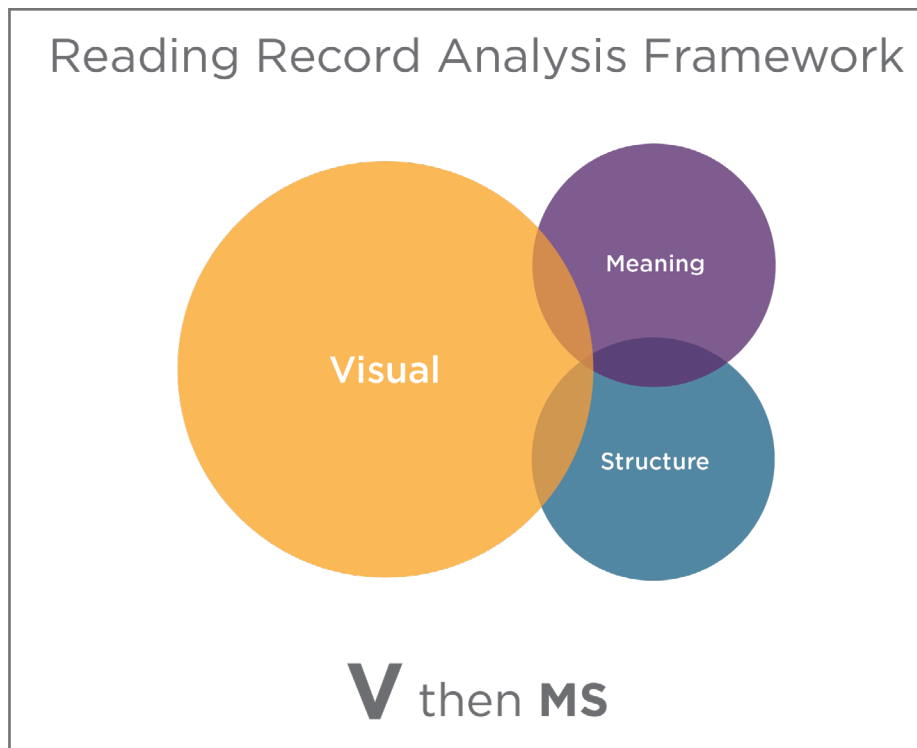 Reading Record Analysis Framework
Meaning
Visual
Structure
V then MS